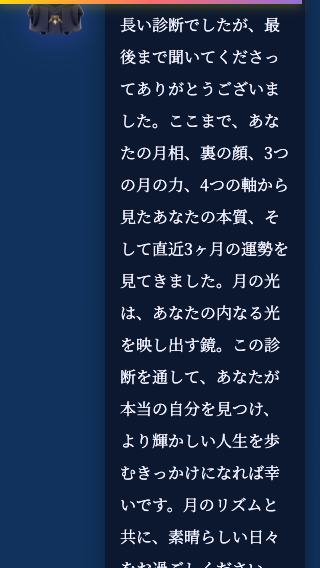 長い診断でしたが、最
後まで聞いてくださっ
てありがとうございま
した。ここまで、あな
たの月相、裏の顔、3つ
の月の力、4つの軸から
見たあなたの本質、そ
して直近3ヶ月の運勢を
見てきました。月の光
は、あなたの内なる光
を映し出す鏡。この診
断を通して、あなたが
本当の自分を見つけ、
より輝かしい人生を歩
むきっかけになれば幸
いです。月のリズムと
共に、素晴らしい日々
をお過ごしください。